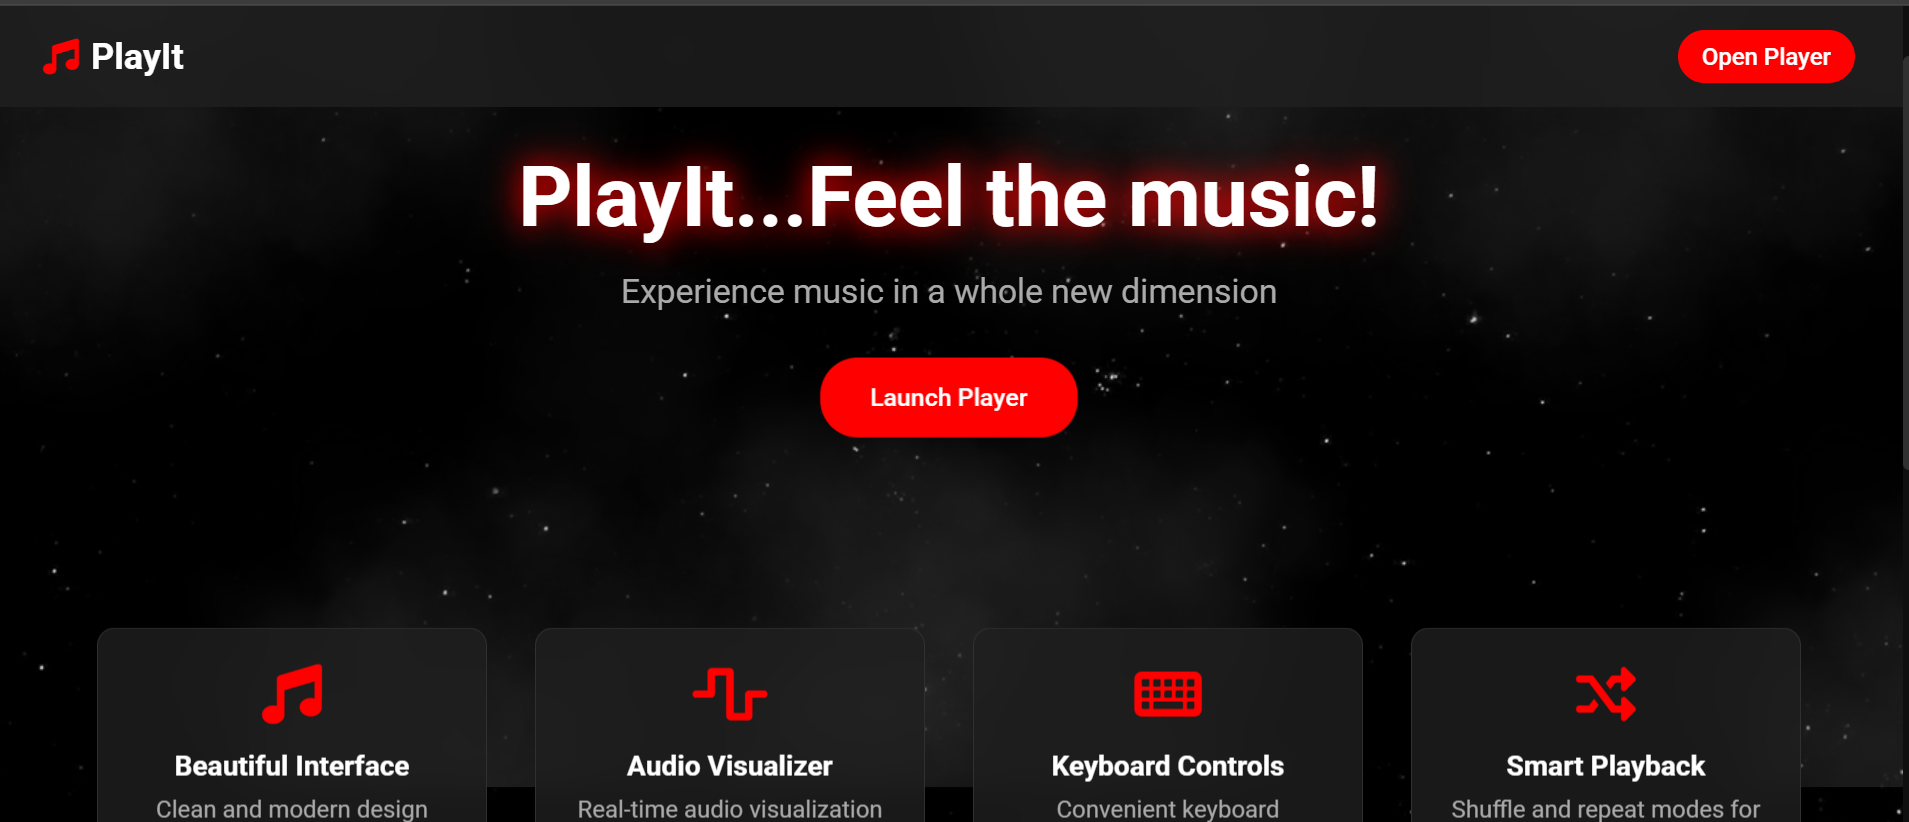 PlayIt
Open Player
PlayIt...Feel the music!
Experience music in a whole new dimension
Launch Player
Beautiful Interface
Clean and modern design
Audio Visualizer
Real-time audio visualization
Keyboard Controls
Convenient keyboard
Smart Playback
Shuffle and repeat modes for